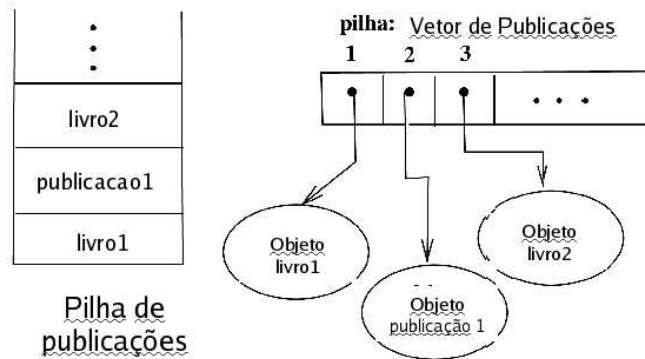 livro2
publicacao1
livro1
Pilha de
publicações
pilha: Vetor de Publicações
1 2 3
Objeto
livro1
Objeto
publicação 1
Objeto
livro2